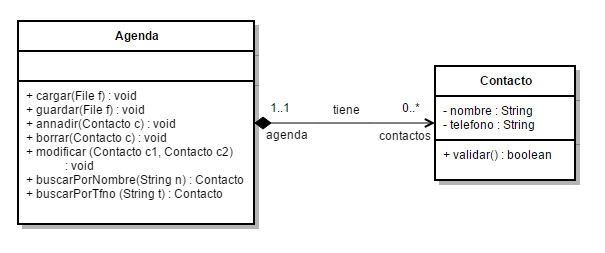 Agenda
+ cargar(File f) : void
+ guardar(File f) : void
+ annadir(Contacto c) : void
+ borrar(Contacto c) : void
+ modificar (Contacto c1, Contacto c2)
: void
+ buscarPorNombre(String n) : Contacto
+ buscarPorTfno (String t) : Contacto
1..1
tiene
0..*
agenda
contactos
Contacto
- nombre : String
- telefono : String
+ validar() : boolean